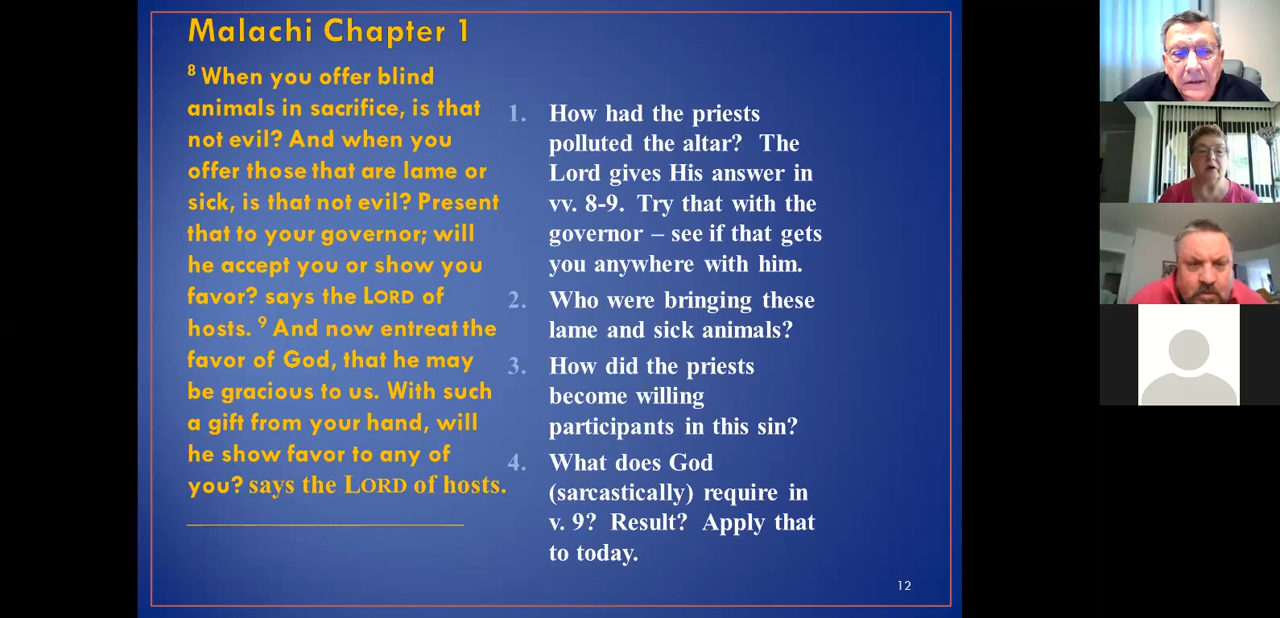 Malachi Chapter 1
8 When you offer blind
animals in sacrifice, is that
not evil? And when you
offer those that are lame or
sick, is that not evil? Present
that to your governor; will
he accept you or show you
favor? says the LORD of
hosts. 9 And now entreat the
favor of God, that he may
be gracious to us. With such
a gift from your hand, will
he show favor to any of
you? says the LORD of hosts.
1. How had the priests
polluted the altar? The
Lord gives His answer in
vv. 8-9. Try that with the
governor – see if that gets
you anywhere with him.
2. Who were bringing these
lame and sick animals?
3. How did the priests
become willing
participants in this sin?
4. What does God
(sarcastically) require in
v. 9? Result? Apply that
to today.
12